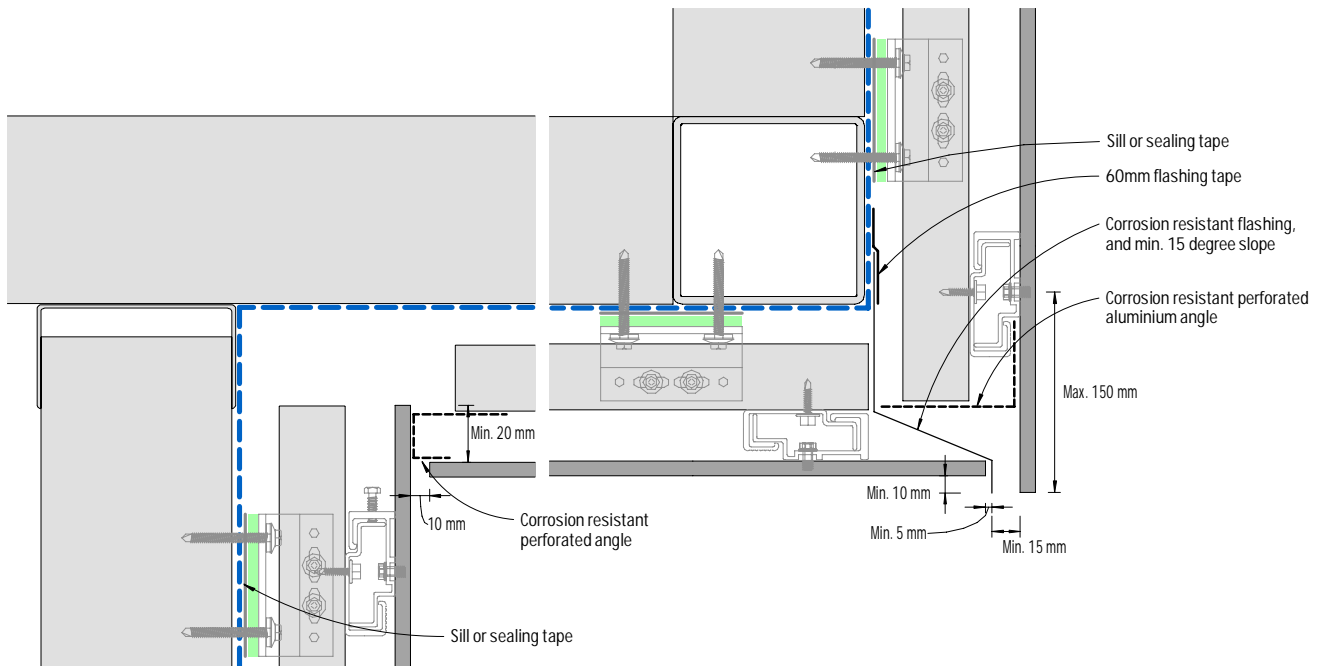 Sill or sealing tape
60mm flashing tape
Corrosion resistant flashing,
and min. 15 degree slope
Corrosion resistant perforated
aluminium angle
Max. 150 mm
Min. 20 mm
Min. 10 mm
10 mm
Corrosion resistant
perforated angle
Min. 5 mm
Min. 15 mm
Sill or sealing tape